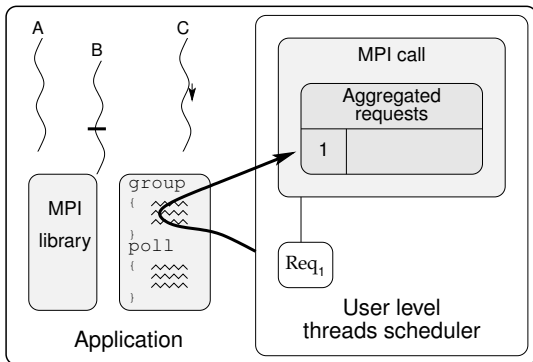 A
B
C
MPI call
Aggregated
requests
1
MPI
library
group
{
}
poll
{
}
Req1
Application
User level
threads scheduler